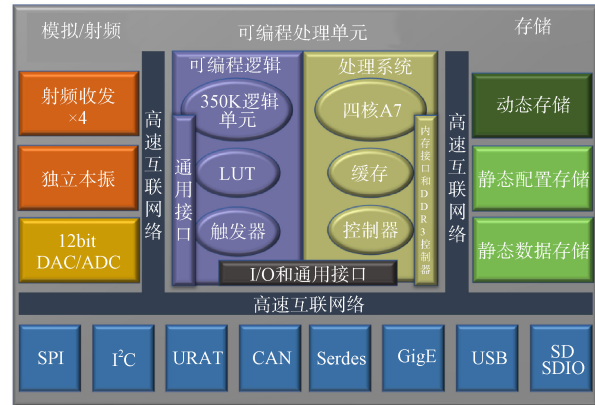 模拟/射频
可编程处理单元
存储
射频收发
×4
独立本振
12bit
DAC/ADC
高速互联网络
可编程逻辑
350K逻辑
单元
LUT
触发器
通用接口
处理系统
四核A7
缓存
控制器
内存接口和DDR3控制器
I/O和通用接口
高速互联网络
动态存储
静态配置存储
静态数据存储
高速互联网络
SPI
I²C
URAT
CAN
Serdes
GigE
USB
SD
SDIO